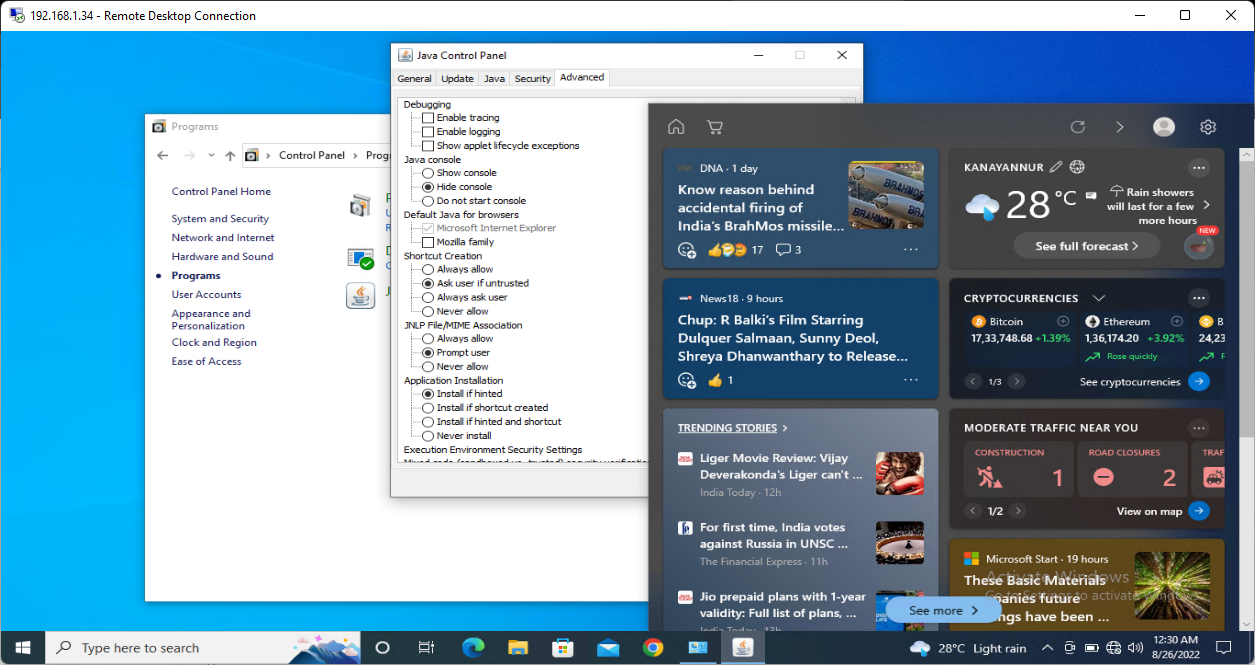 192.168.1.34 - Remote Desktop Connection
Java Control Panel
General
Update
Java
Security
Advanced
Debugging
Enable tracing
Enable logging
Show applet lifecycle exceptions
Java console
Show console
Hide console
Do not start console
Default Java for browsers
Microsoft Internet Explorer
Mozilla family
Shortcut Creation
Always allow
Ask user if untrusted
Always ask user
Never allow
JNLP File/MIME Association
Always allow
Prompt user
Never allow
Application Installation
Install if hinted
Install if shortcut created
Install if hinted and shortcut
Never install
Execution Environment Security Settings
Programs
Control Panel > Prog
Control Panel Home
System and Security
Network and Internet
Hardware and Sound
Programs
User Accounts
Appearance and
Personalization
Clock and Region
Ease of Access
DNA · 1 day
Know reason behind
accidental firing of
India's BrahMos missile...
17
3
BRAHMOS
News18 · 9 hours
Chup: R Balki's Film Starring
Dulquer Salmaan, Sunny Deol,
Shreya Dhanwanthary to Release...
1
TRENDING STORIES >
Liger Movie Review: Vijay
Deverakonda's Liger can't ...
India Today · 12h
For first time, India votes
against Russia in UNSC ...
The Financial Express · 11h
Jio prepaid plans with 1-year
validity: Full list of plans, ...
India Today · 13h
KANAYANNUR
28 °C
Rain showers
will last for a few
more hours
See full forecast >
NEW
CRYPTOCURRENCIES
Bitcoin
17,33,748.68 +1.39%
Ethereum
1,36,174.20 +3.92%
Rose quickly
B
24,23
1/3
See cryptocurrencies
MODERATE TRAFFIC NEAR YOU
CONSTRUCTION
1
ROAD CLOSURES
2
TRAF
1/2
View on map
Microsoft Start · 19 hours
These Basic Materials
panies future
ngs have been ...
Activate Windows
Go to Settings to activate Windows.
See more >
Type here to search
28°C Light rain
12:30 AM
8/26/2022